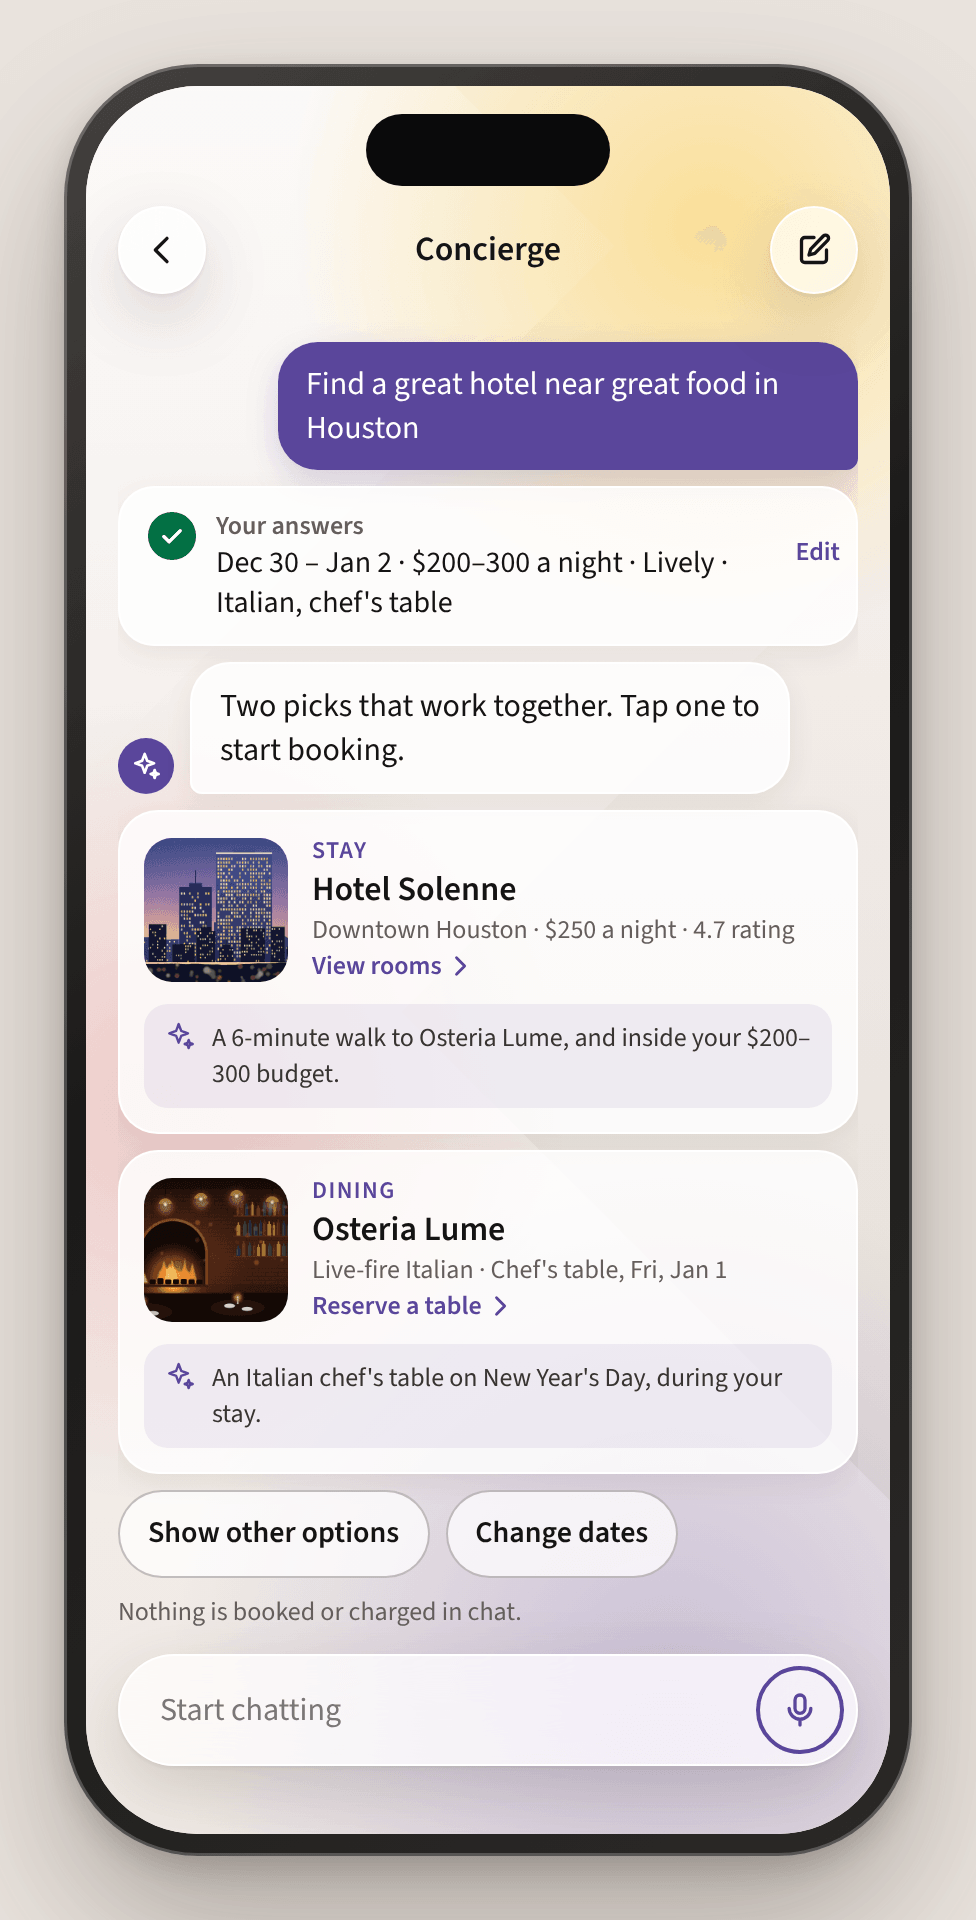 Concierge
Find a great hotel near great food in
Houston
Your answers
Dec 30 – Jan 2 · $200–300 a night · Lively ·
Italian, chef's table
Edit
Two picks that work together. Tap one to
start booking.
STAY
Hotel Solenne
Downtown Houston · $250 a night · 4.7 rating
View rooms
A 6-minute walk to Osteria Lume, and inside your $200–
300 budget.
DINING
Osteria Lume
Live-fire Italian · Chef's table, Fri, Jan 1
Reserve a table
An Italian chef's table on New Year's Day, during your
stay.
Show other options
Change dates
Nothing is booked or charged in chat.
Start chatting